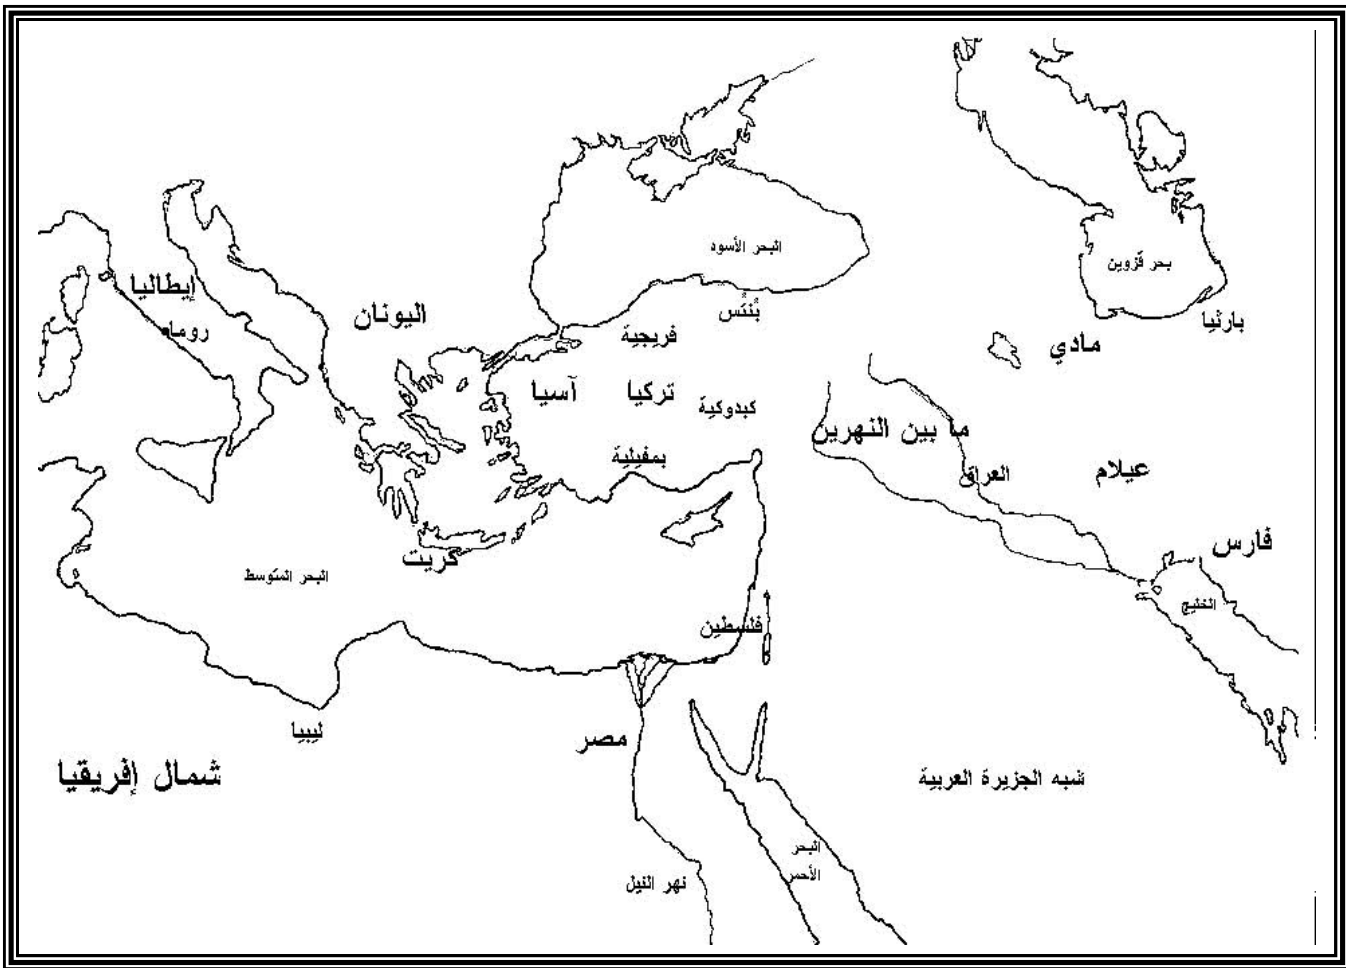 البحر الأسود
بحر قزوين
إيطاليا
روما
اليونان
بُنتُس
بارثيا
فريجية
مادي
آسيا
تركيا
كبدوكية
ما بين النهرين
بمفيلية
العراق
عيلام
فارس
كريت
البحر المتوسط
الخليج
فلسطين
ليبيا
مصر
شمال إفريقيا
شبه الجزيرة العربية
البحر
الأحمر
نهر النيل